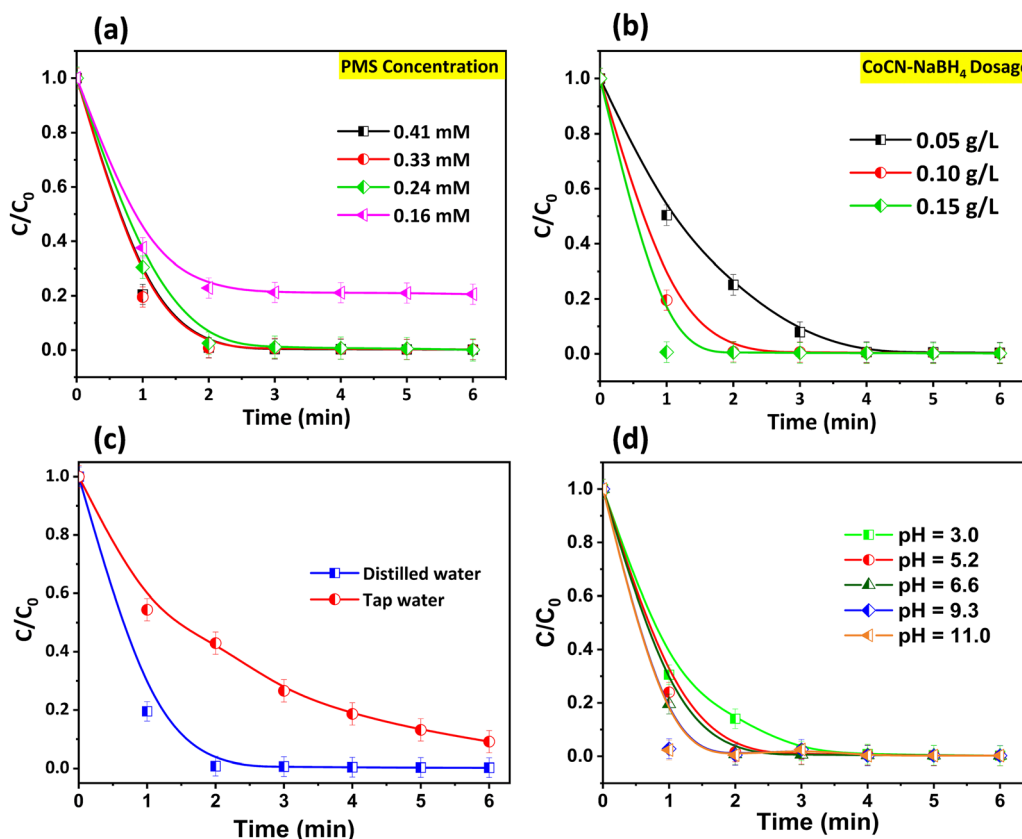 (a)
PMS Concentration
0.41 mM
0.33 mM
0.24 mM
0.16 mM
C/C₀
1.0
0.8
0.6
0.4
0.2
0.0
0 1 2 3 4 5 6
Time (min)
(b)
CoCN-NaBH₄ Dosage
0.05 g/L
0.10 g/L
0.15 g/L
C/C₀
1.0
0.8
0.6
0.4
0.2
0.0
0 1 2 3 4 5 6
Time (min)
(c)
Distilled water
Tap water
C/C₀
1.0
0.8
0.6
0.4
0.2
0.0
0 1 2 3 4 5 6
Time (min)
(d)
pH = 3.0
pH = 5.2
pH = 6.6
pH = 9.3
pH = 11.0
C/C₀
1.0
0.8
0.6
0.4
0.2
0.0
0 1 2 3 4 5 6
Time (min)